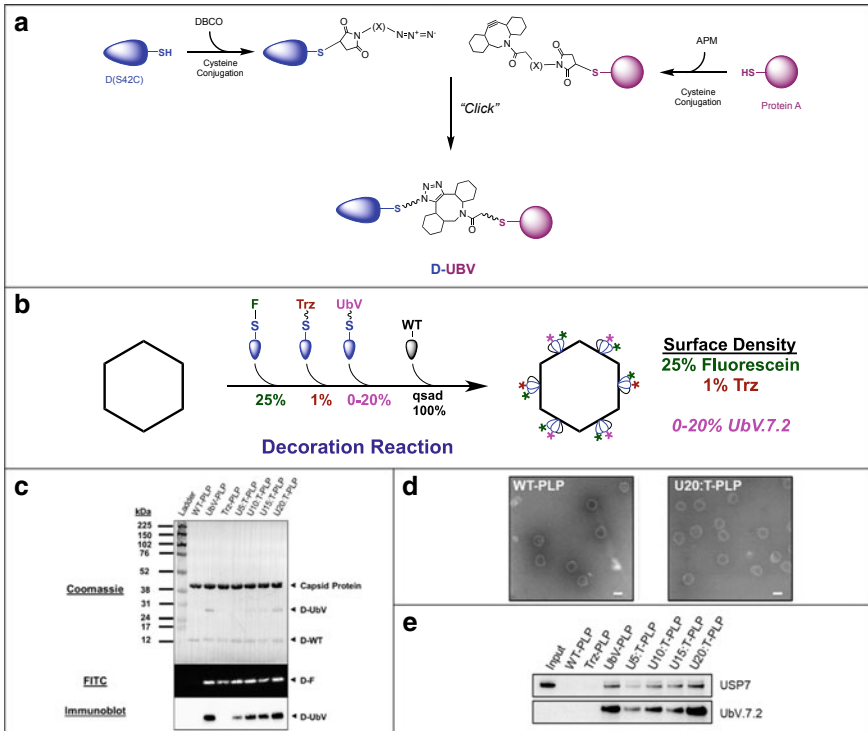 a
DBCO
SH
D(S42C)
Cysteine
Conjugation
O
(X)
N=N⁺=N⁻
N
S
O
N
O
(X)
O
N
O
S
APM
Cysteine
Conjugation
HS
Protein A
"Click"
N
N
N
S
N
O
S
D-UBV
b
F
S
Trz
S
UbV
S
WT
25%
1%
0-20%
qsad
100%
Decoration Reaction
Surface Density
25% Fluorescein
1% Trz
0-20% UbV.7.2
c
kDa
Ladder
WT-PLP
UbV-PLP
Trz-PLP
U5:T-PLP
U10:T-PLP
U15:T-PLP
U20:T-PLP
225
150
102
76
52
38
31
24
17
12
Coomassie
Capsid Protein
D-UbV
D-WT
FITC
D-F
Immunoblot
D-UbV
d
WT-PLP
U20:T-PLP
e
Input
WT-PLP
Trz-PLP
UbV-PLP
U5:T-PLP
U10:T-PLP
U15:T-PLP
U20:T-PLP
USP7
UbV.7.2